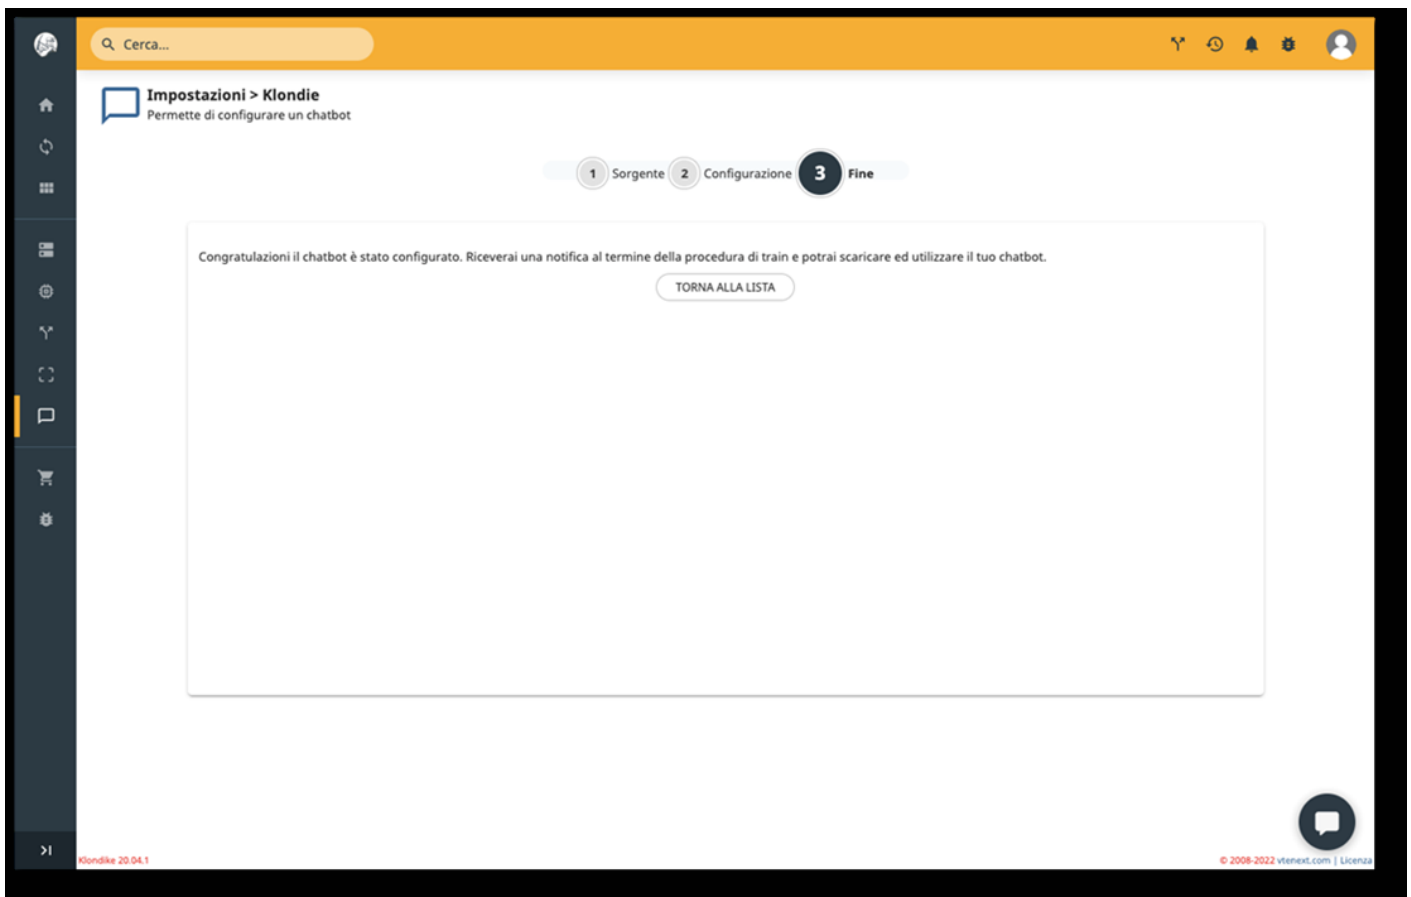 Cerca...
Impostazioni > Klondie
Permette di configurare un chatbot
1 Sorgente 2 Configurazione 3 Fine
Congratulazioni il chatbot è stato configurato. Riceverai una notifica al termine della procedura di train e potrai scaricare ed utilizzare il tuo chatbot.
TORNA ALLA LISTA
Klondike 20.04.1
© 2008-2022 vtenext.com | Licenza